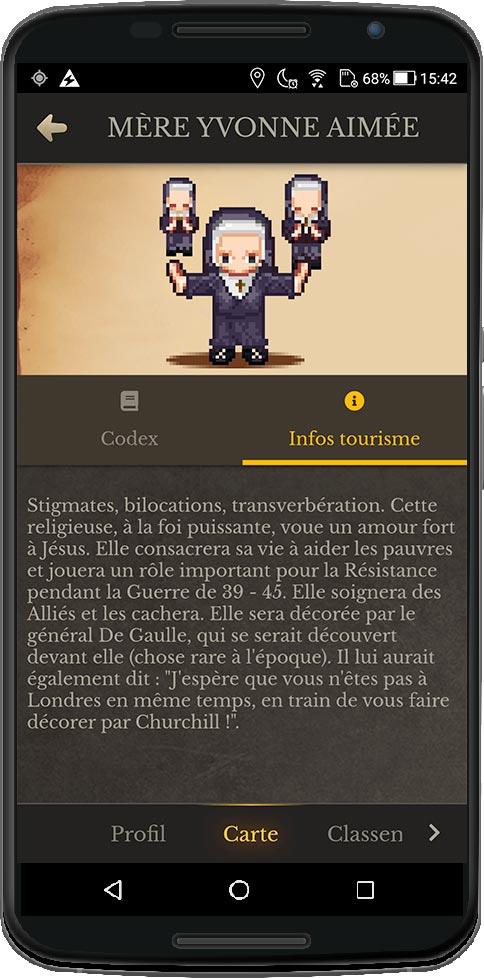 68% 15:42
MÈRE YVONNE AIMÉE
Codex
Infos tourisme
Stigmates, bilocations, transverbération. Cette
religieuse, à la foi puissante, voue un amour fort
à Jésus. Elle consacrera sa vie à aider les pauvres
et jouera un rôle important pour la Résistance
pendant la Guerre de 39 - 45. Elle soignera des
Alliés et les cachera. Elle sera décorée par le
général De Gaulle, qui se serait découvert
devant elle (chose rare à l'époque). Il lui aurait
également dit : "J'espère que vous n'êtes pas à
Londres en même temps, en train de vous faire
décorer par Churchill !".
Profil Carte Classen